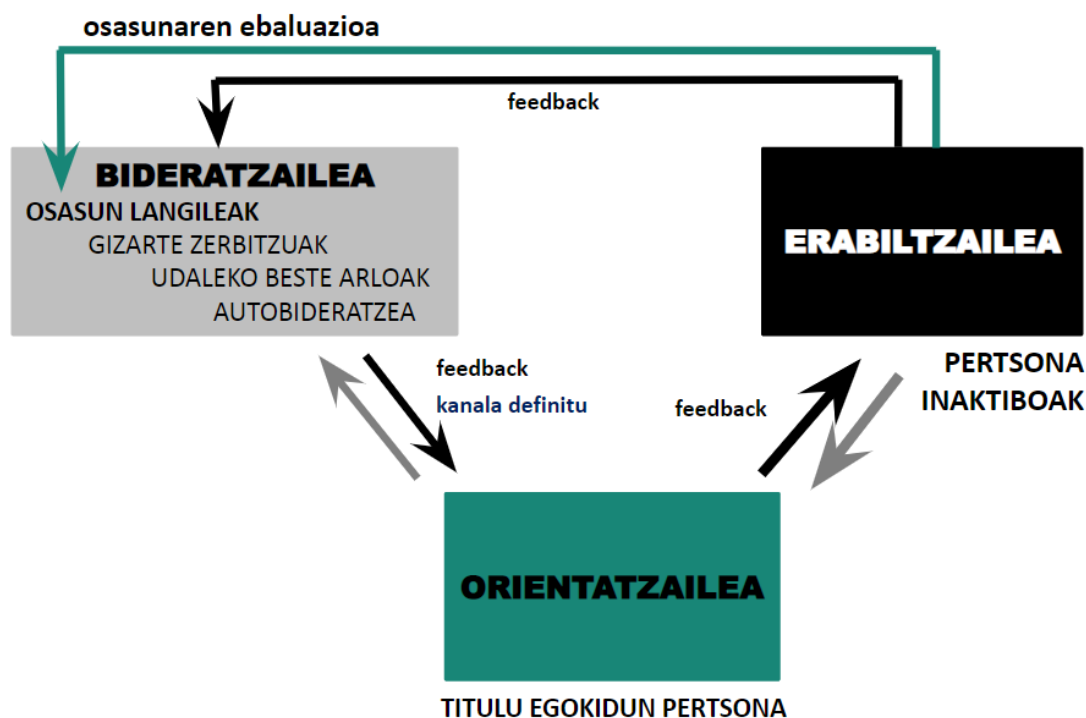 osasunaren ebaluazioa
feedback
BIDERATZAILEA
OSASUN LANGILEAK
GIZARTE ZERBITZUAK
UDALEKO BESTE ARLOAK
AUTOBIDERATZEA
ERABILTZAILEA
PERTSONA
INAKTIBOAK
feedback
kanala definitu
feedback
ORIENTATZAILEA
TITULU EGOKIDUN PERTSONA